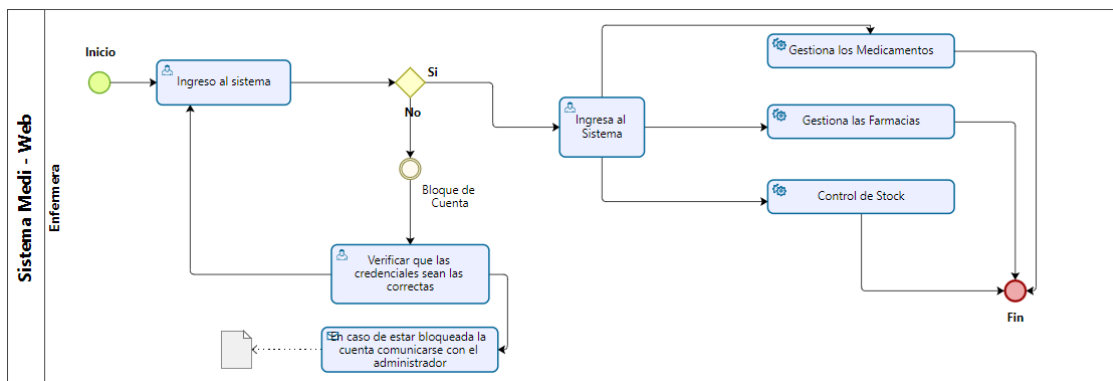 Sistema Medi - Web
Enfermera
Inicio
Ingreso al sistema
Si
No
Bloque de
Cuenta
Verificar que las
credenciales sean las
correctas
En caso de estar bloqueada la
cuenta comunicarse con el
administrador
Ingresa al
Sistema
Gestiona los Medicamentos
Gestiona las Farmacias
Control de Stock
Fin